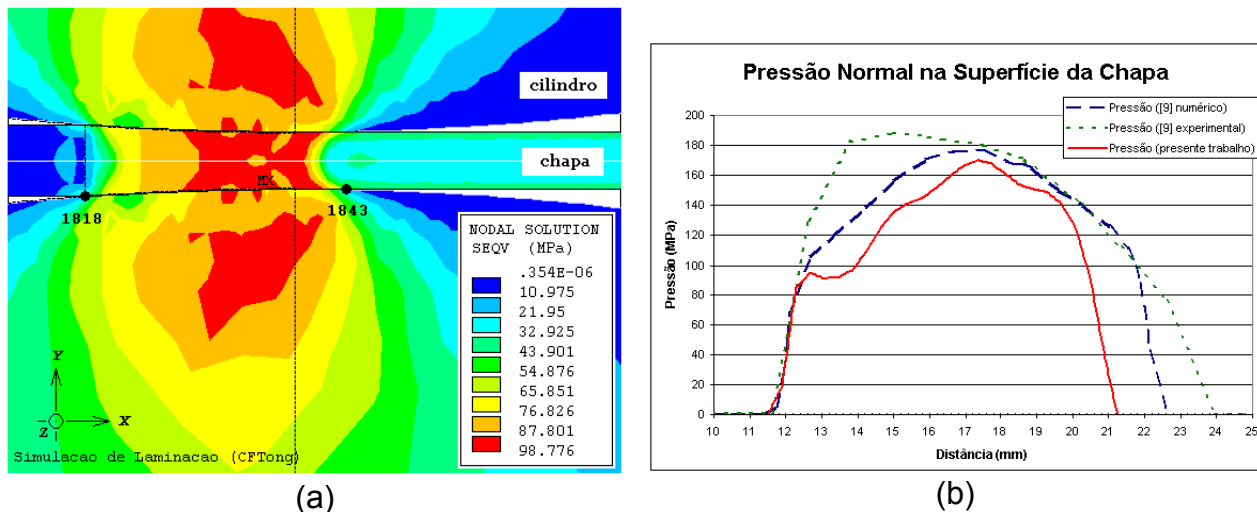 cilindro
chapa
MX
1818
1843
NODAL SOLUTION
SEQV (MPa)
.354E-06
10.975
21.95
32.925
43.901
54.876
65.851
76.826
87.801
98.776
Y
Z
X
Simulacao de Laminacao (CFTong)
(a)
Pressão Normal na Superfície da Chapa
Pressão ([9] numérico)
Pressão ([9] experimental)
Pressão (presente trabalho)
Pressão (MPa)
200
180
160
140
120
100
80
60
40
20
0
10 11 12 13 14 15 16 17 18 19 20 21 22 23 24 25
Distância (mm)
(b)